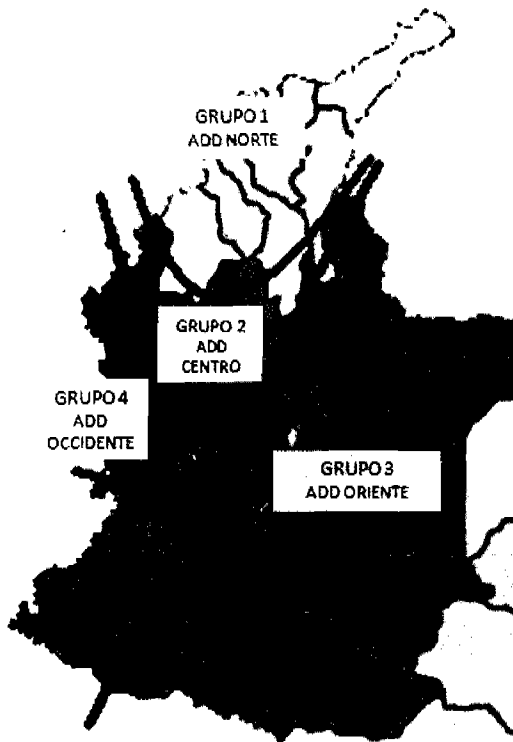 GRUPO 1
ADD NORTE
GRUPO 2
ADD
CENTRO
GRUPO 4
ADD
OCCIDENTE
GRUPO 3
ADD ORIENTE